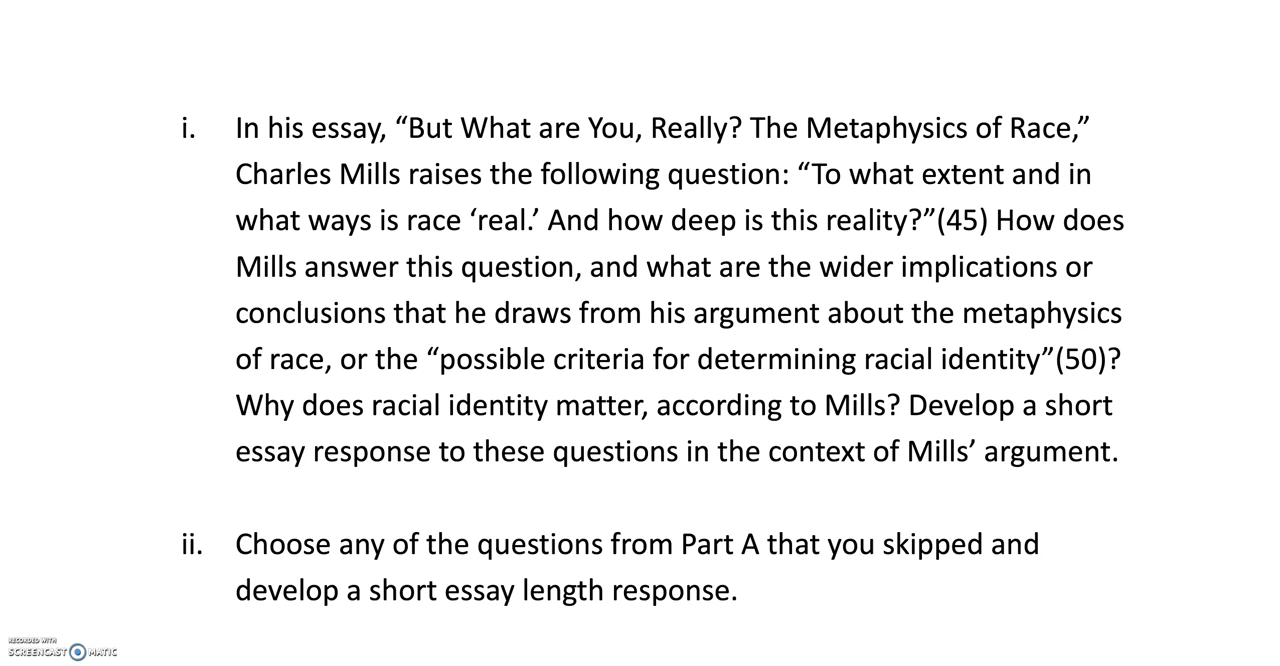 i. In his essay, “But What are You, Really? The Metaphysics of Race,”
Charles Mills raises the following question: “To what extent and in
what ways is race ‘real.’ And how deep is this reality?”(45) How does
Mills answer this question, and what are the wider implications or
conclusions that he draws from his argument about the metaphysics
of race, or the “possible criteria for determining racial identity”(50)?
Why does racial identity matter, according to Mills? Develop a short
essay response to these questions in the context of Mills’ argument.
ii. Choose any of the questions from Part A that you skipped and
develop a short essay length response.
RECORDED WITH
SCREENCAST MATIC